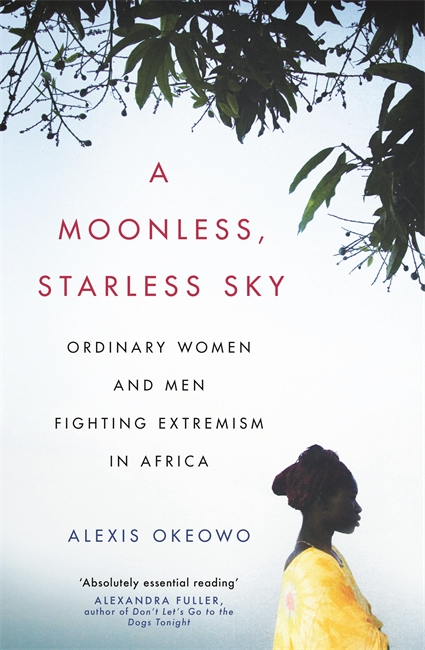 A
MOONLESS,
STARLESS SKY
ORDINARY WOMEN
AND MEN
FIGHTING EXTREMISM
IN AFRICA
ALEXIS OKEOWO
‘Absolutely essential reading’
ALEXANDRA FULLER,
author of Don’t Let’s Go to the
Dogs Tonight